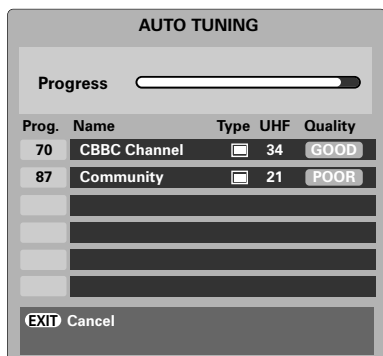 AUTO TUNING
Progress
Prog. Name Type UHF Quality
70 CBBC Channel 34 GOOD
87 Community 21 POOR
EXIT Cancel